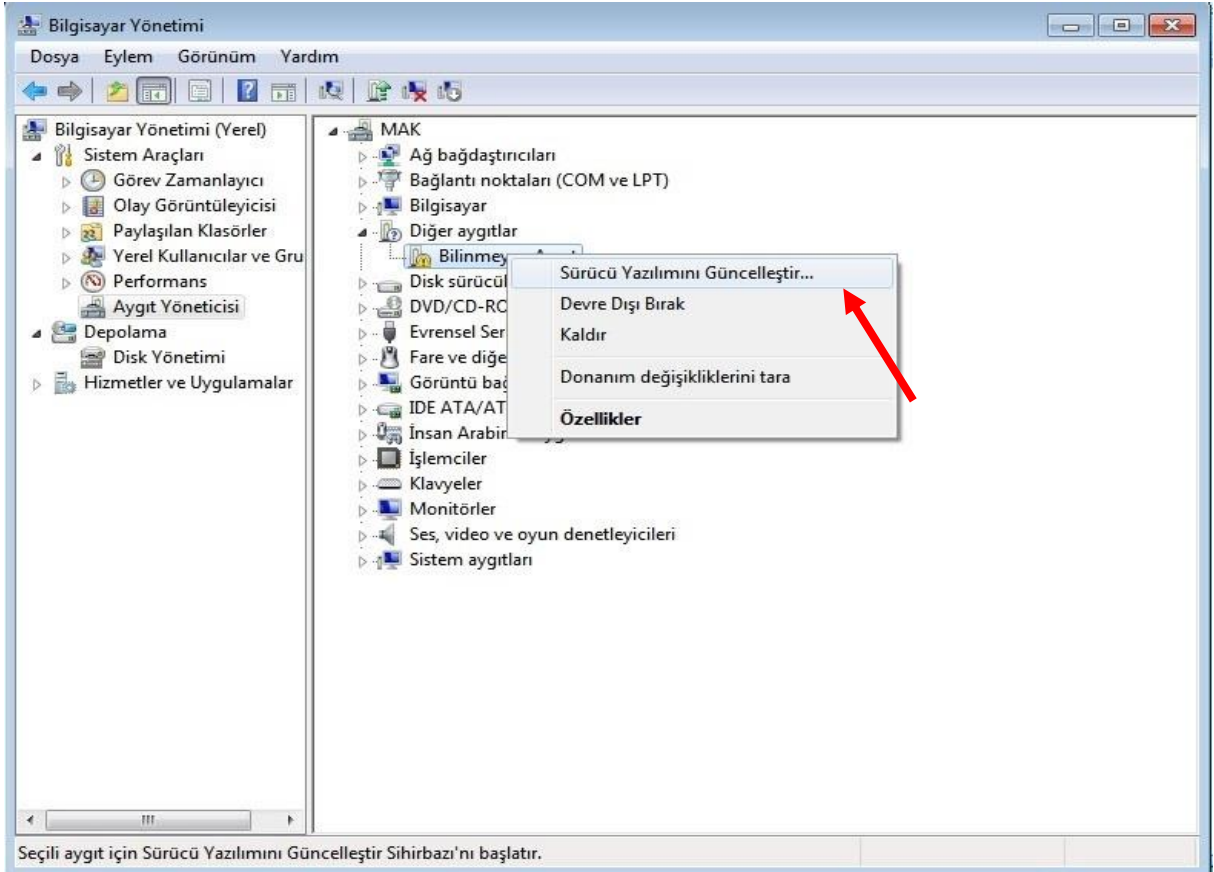 Bilgisayar Yönetimi
Dosya Eylem Görünüm Yardım
Bilgisayar Yönetimi (Yerel)
Sistem Araçları
Görev Zamanlayıcı
Olay Görüntüleyicisi
Paylaşılan Klasörler
Yerel Kullanıcılar ve Gru
Performans
Aygıt Yöneticisi
Depolama
Disk Yönetimi
Hizmetler ve Uygulamalar
MAK
Ağ bağdaştırıcıları
Bağlantı noktaları (COM ve LPT)
Bilgisayar
Diğer aygıtlar
Bilinmey
Disk sürücül
DVD/CD-RO
Evrensel Ser
Fare ve diğe
Görüntü bağ
IDE ATA/AT
İnsan Arabir
İşlemciler
Klavyeler
Monitörler
Ses, video ve oyun denetleyicileri
Sistem aygıtları
Sürücü Yazılımını Güncelleştir...
Devre Dışı Bırak
Kaldır
Donanım değişikliklerini tara
Özellikler
Seçili aygıt için Sürücü Yazılımını Güncelleştir Sihirbazı'nı başlatır.